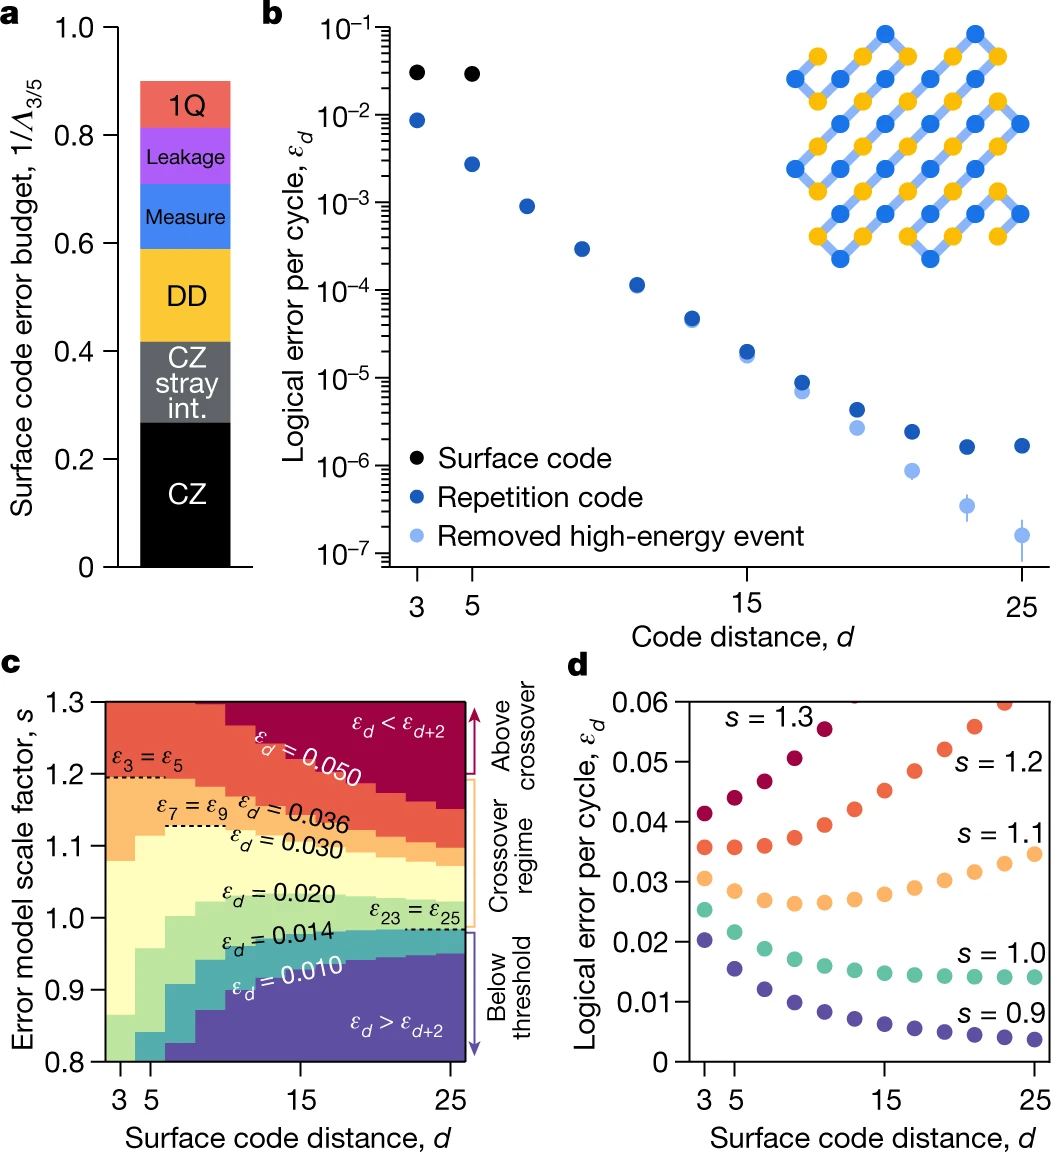 a
Surface code error budget, 1/Λ3/5
1.0
0.8
0.6
0.4
0.2
0
1Q
Leakage
Measure
DD
CZ
stray
int.
CZ
b
Logical error per cycle, εd
10−1
10−2
10−3
10−4
10−5
10−6
10−7
Surface code
Repetition code
Removed high-energy event
3
5
15
25
Code distance, d
c
Error model scale factor, s
1.3
1.2
1.1
1.0
0.9
0.8
εd < εd+2
εd = 0.050
ε3 = ε5
ε7 = ε9
εd = 0.036
εd = 0.030
εd = 0.020
ε23 = ε25
εd = 0.014
εd = 0.010
εd > εd+2
Above
crossover
Crossover
regime
Below
threshold
3
5
15
25
Surface code distance, d
d
Logical error per cycle, εd
0.06
0.05
0.04
0.03
0.02
0.01
0
s = 1.3
s = 1.2
s = 1.1
s = 1.0
s = 0.9
3
5
15
25
Surface code distance, d